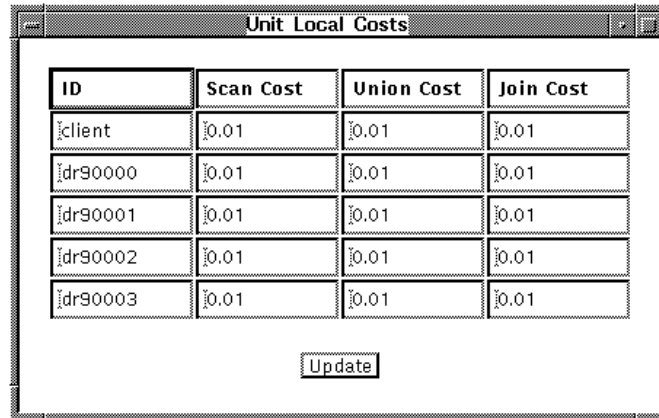 Unit Local Costs
ID Scan Cost Union Cost Join Cost
client 0.01 0.01 0.01
dr90000 0.01 0.01 0.01
dr90001 0.01 0.01 0.01
dr90002 0.01 0.01 0.01
dr90003 0.01 0.01 0.01
Update